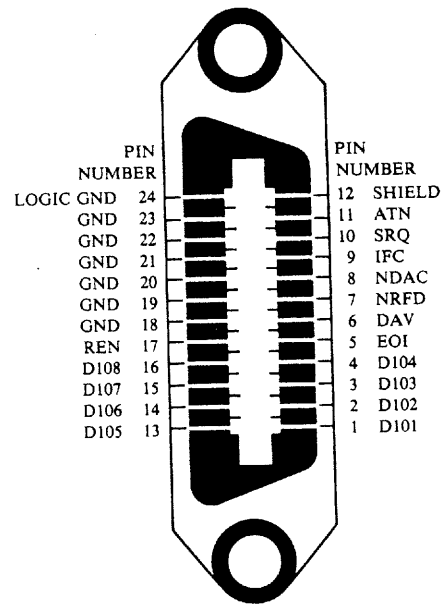 PIN
NUMBER
LOGIC GND 24
GND 23
GND 22
GND 21
GND 20
GND 19
GND 18
REN 17
D108 16
D107 15
D106 14
D105 13
PIN
NUMBER
12 SHIELD
11 ATN
10 SRQ
9 IFC
8 NDAC
7 NRFD
6 DAV
5 EOI
4 D104
3 D103
2 D102
1 D101